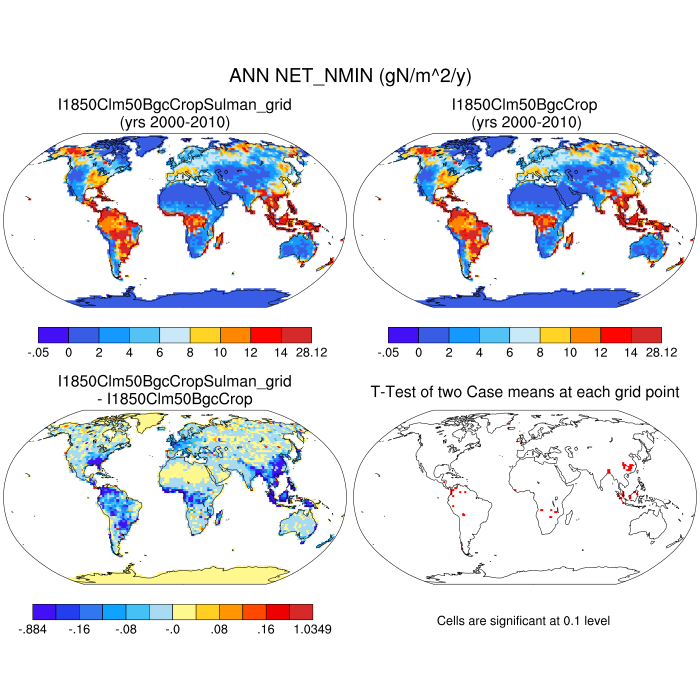 ANN NET_NMIN (gN/m^2/y)
I1850Clm50BgcCropSulman_grid
(yrs 2000-2010)
I1850Clm50BgcCrop
(yrs 2000-2010)
-.05 0 2 4 6 8 10 12 14 28.12
-.05 0 2 4 6 8 10 12 14 28.12
I1850Clm50BgcCropSulman_grid
- I1850Clm50BgcCrop
T-Test of two Case means at each grid point
-.884 -.16 -.08 -.0 .08 .16 1.0349
Cells are significant at 0.1 level